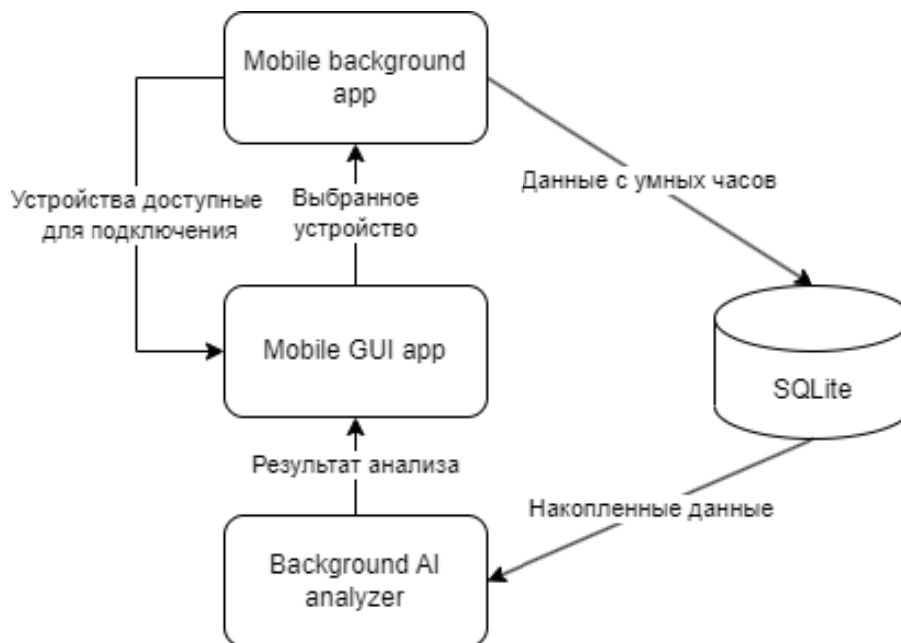 Mobile background
app
Устройства доступные
для подключения
Выбранное
устройство
Данные с умных часов
Mobile GUI app
SQLite
Результат анализа
Накопленные данные
Background AI
analyzer